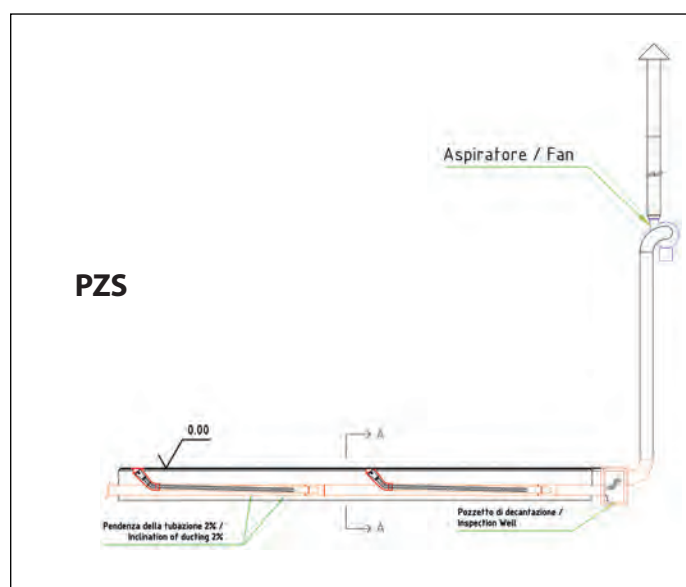 Aspiratore / Fan
PZS
0.00
A
A
Pendenza della tubazione 2% /
Inclination of ducting 2%
Pozzetto di decantazione /
Inspection Well